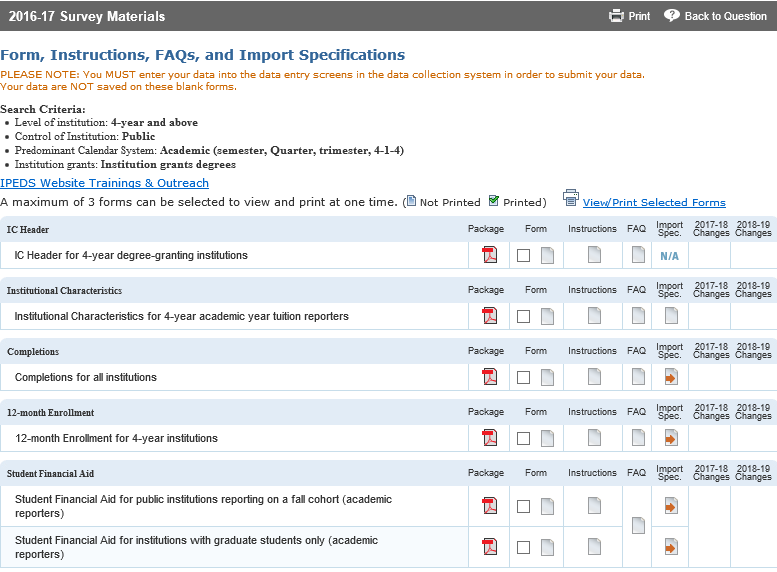 2016-17 Survey Materials
Print
Back to Question
Form, Instructions, FAQs, and Import Specifications
PLEASE NOTE: You MUST enter your data into the data entry screens in the data collection system in order to submit your data.
Your data are NOT saved on these blank forms.
Search Criteria:
• Level of institution: 4-year and above
• Control of Institution: Public
• Predominant Calendar System: Academic (semester, Quarter, trimester, 4-1-4)
• Institution grants: Institution grants degrees
IPEDS Website Trainings & Outreach
A maximum of 3 forms can be selected to view and print at one time. ( Not Printed Printed) View/Print Selected Forms
IC Header Package Form Instructions FAQ Import Spec. 2017-18 Changes 2018-19 Changes
IC Header for 4-year degree-granting institutions N/A
Institutional Characteristics Package Form Instructions FAQ Import Spec. 2017-18 Changes 2018-19 Changes
Institutional Characteristics for 4-year academic year tuition reporters
Completions Package Form Instructions FAQ Import Spec. 2017-18 Changes 2018-19 Changes
Completions for all institutions
12-month Enrollment Package Form Instructions FAQ Import Spec. 2017-18 Changes 2018-19 Changes
12-month Enrollment for 4-year institutions
Student Financial Aid Package Form Instructions FAQ Import Spec. 2017-18 Changes 2018-19 Changes
Student Financial Aid for public institutions reporting on a fall cohort (academic
reporters)
Student Financial Aid for institutions with graduate students only (academic
reporters)